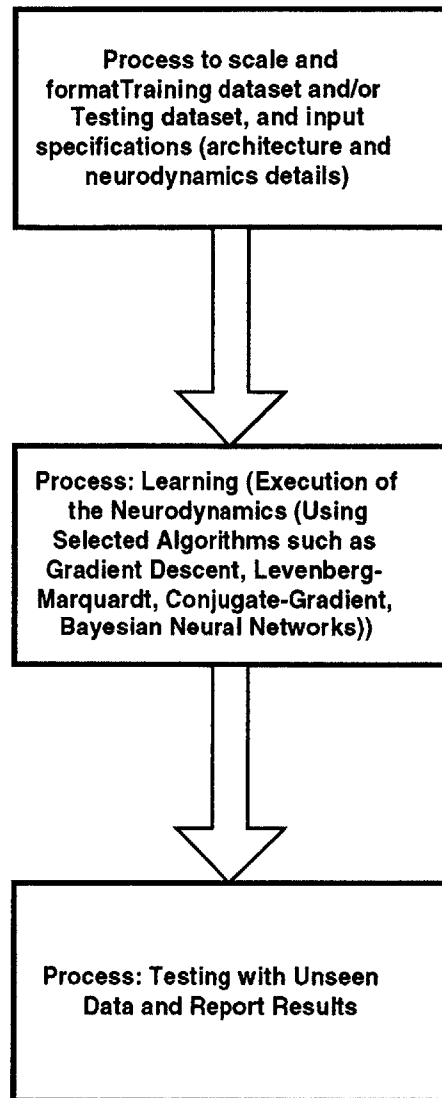 Process to scale and
formatTraining dataset and/or
Testing dataset, and input
specifications (architecture and
neurodynamics details)
Process: Learning (Execution of
the Neurodynamics (Using
Selected Algorithms such as
Gradient Descent, Levenberg-
Marquardt, Conjugate-Gradient,
Bayesian Neural Networks))
Process: Testing with Unseen
Data and Report Results